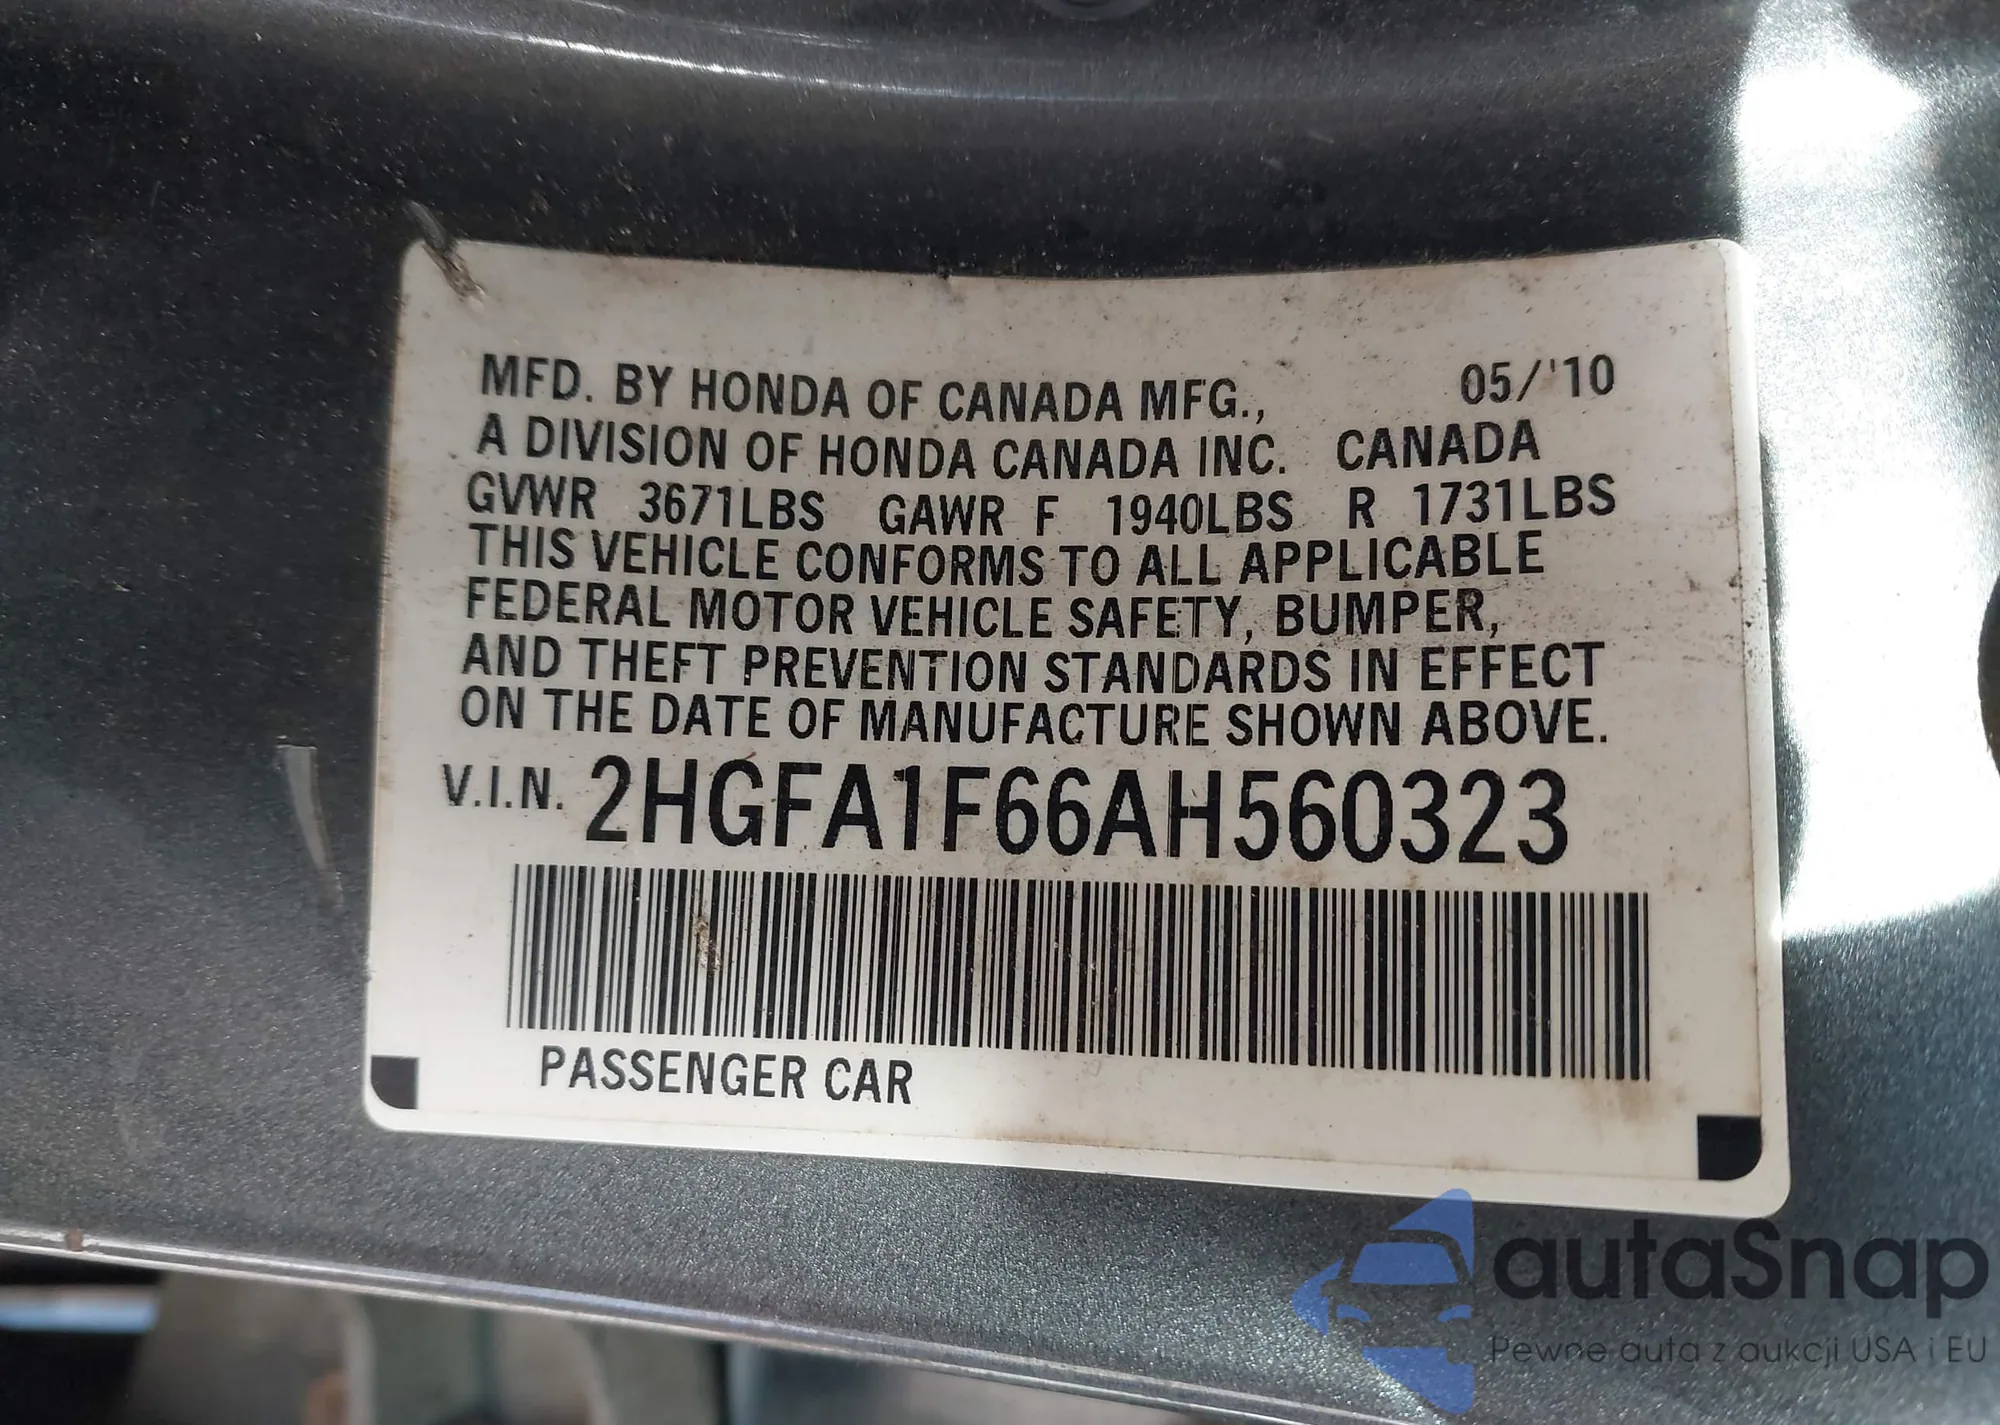 MFD. BY HONDA OF CANADA MFG., 05/'10
A DIVISION OF HONDA CANADA INC. CANADA
GVWR 3671LBS GAWR F 1940LBS R 1731LBS
THIS VEHICLE CONFORMS TO ALL APPLICABLE
FEDERAL MOTOR VEHICLE SAFETY, BUMPER,
AND THEFT PREVENTION STANDARDS IN EFFECT
ON THE DATE OF MANUFACTURE SHOWN ABOVE.
V.I.N. 2HGFA1F66AH560323
PASSENGER CAR
autaSnap
Pewne auta z aukcji USA i EU